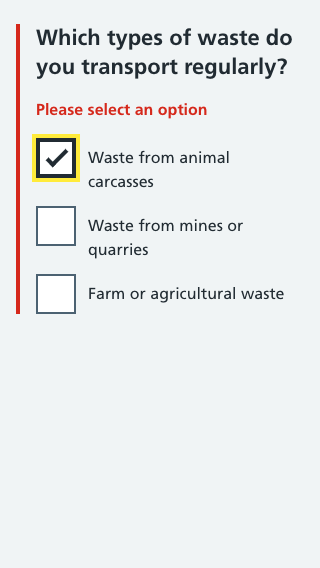 Which types of waste do
you transport regularly?
Please select an option
Waste from animal
carcasses
Waste from mines or
quarries
Farm or agricultural waste